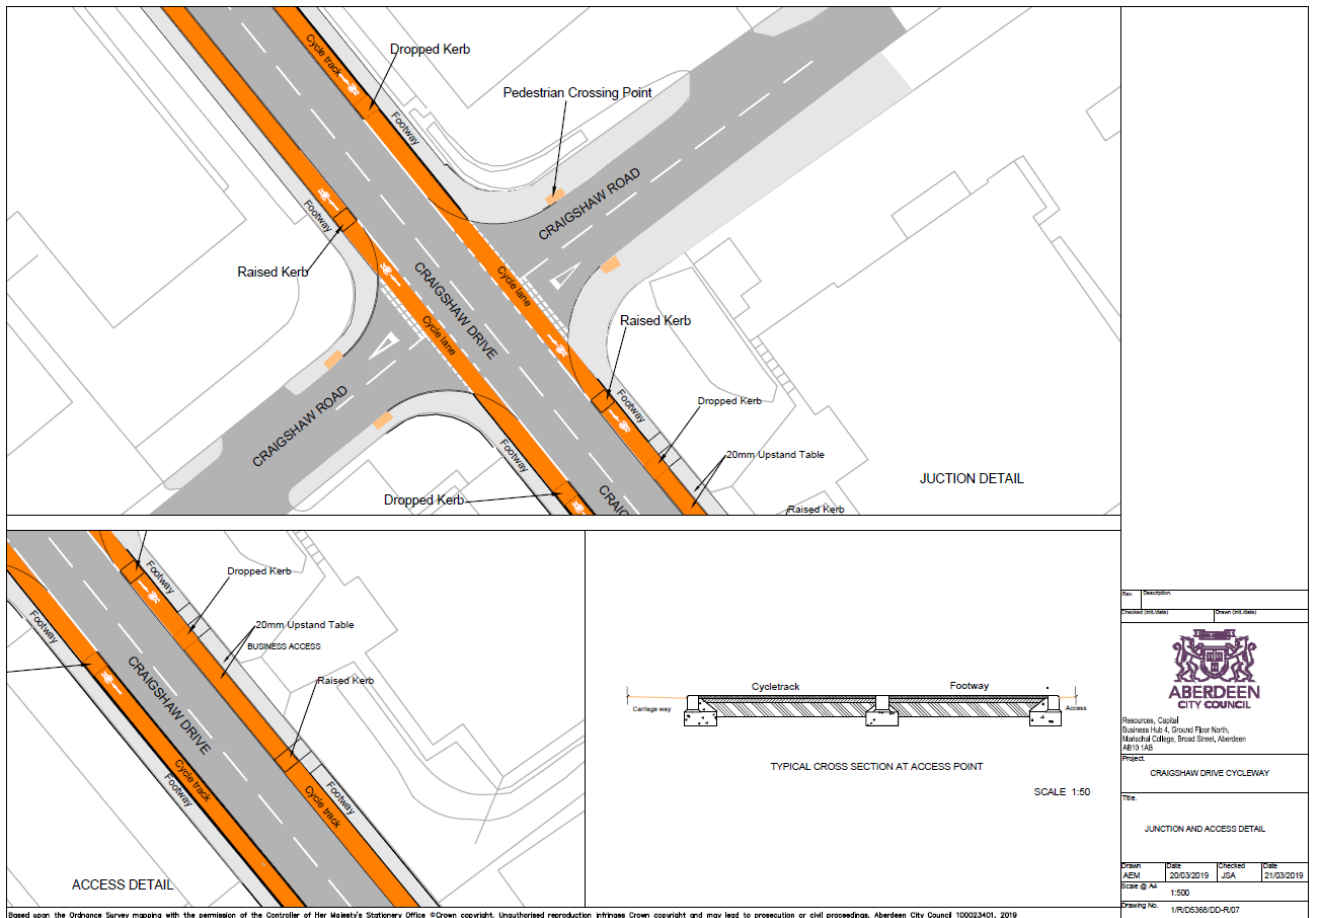 Cycle track
Dropped Kerb
Pedestrian Crossing Point
Footway
CRAIGSHAW ROAD
Footway
Raised Kerb
CRAIGSHAW DRIVE
Cycle lane
Cycle lane
Raised Kerb
CRAIGSHAW ROAD
Footway
Dropped Kerb
Footway
20mm Upstand Table
JUCTION DETAIL
Dropped Kerb
CRAIG
Raised Kerb
Footway
Dropped Kerb
Footway
20mm Upstand Table
BUSINESS ACCESS
CRAIGSHAW DRIVE
Raised Kerb
Cycle track
Footway
Cycle track
Footway
ACCESS DETAIL
Cycletrack
Footway
Carriage way
Access
TYPICAL CROSS SECTION AT ACCESS POINT
SCALE 1:50
Rev. Description.
Checked (Init./date)
Drawn (Init./date)
ABERDEEN
CITY COUNCIL
Resources, Capital
Business Hub 4, Ground Floor North,
Marischal College, Broad Street, Aberdeen
AB10 1AB
Project.
CRAIGSHAW DRIVE CYCLEWAY
Title.
JUNCTION AND ACCESS DETAIL
Drawn Date Checked Date
AEM 20/03/2019 JSA 21/03/2019
Scale @ A4
1:500
Drawing No.
1/R/D5368/DD-R/07
Based upon the Ordnance Survey mapping with the permission of the Controller of Her Majesty's Stationery Office ©Crown copyright. Unauthorised reproduction infringes Crown copyright and may lead to prosecution or civil proceedings. Aberdeen City Council 100023401. 2019